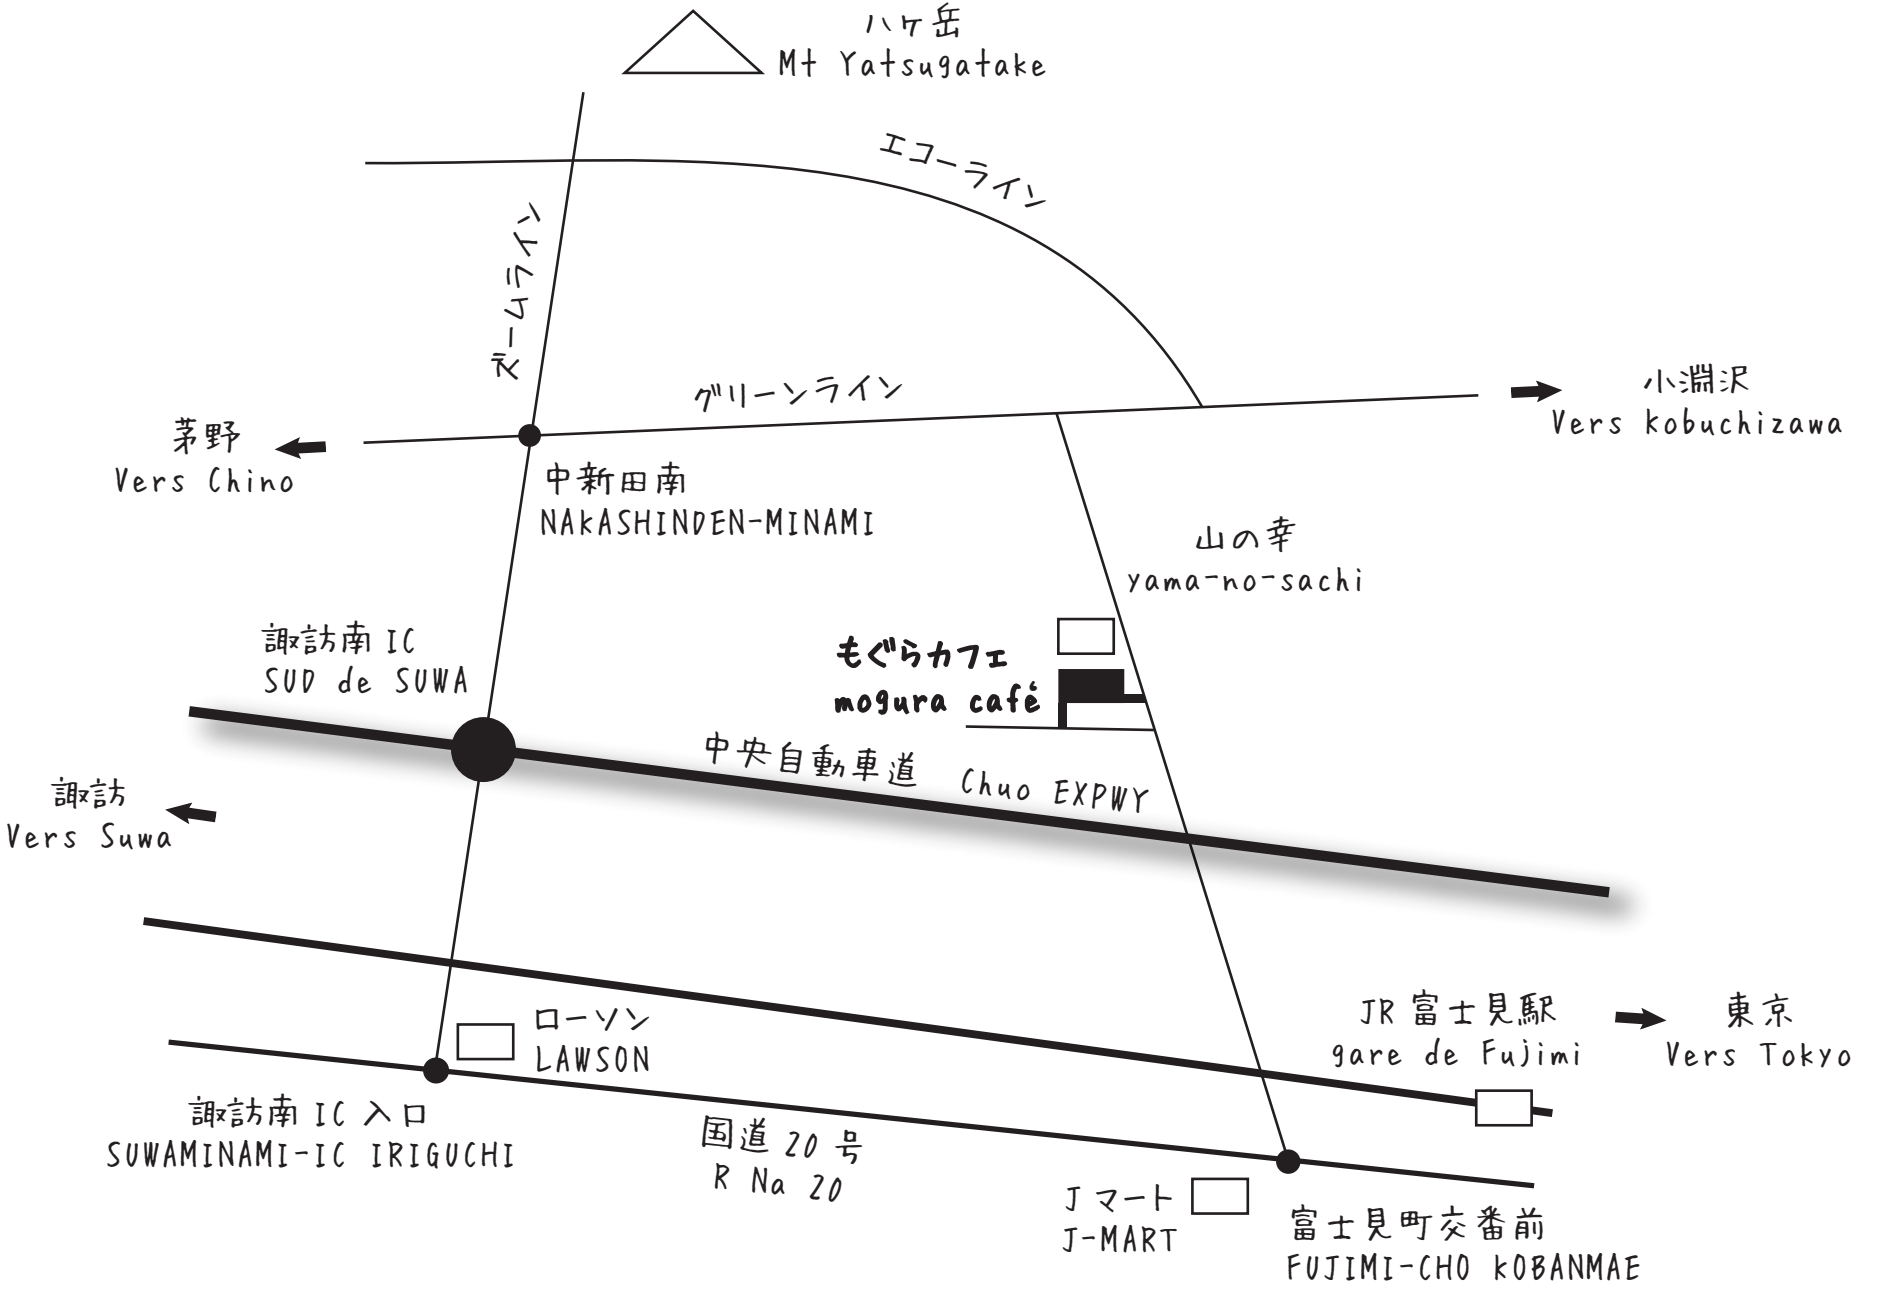 八ケ岳
Mt Yatsugatake
エコーライン
ズームライン
グリーンライン
小淵沢
Vers kobuchizawa
茅野
Vers Chino
中新田南
NAKASHINDEN-MINAMI
山の幸
yama-no-sachi
諏訪南 IC
SUD de SUWA
もぐらカフェ
mogura café
中央自動車道 Chuo EXPWY
諏訪
Vers Suwa
JR 富士見駅
gare de Fujimi
東京
Vers Tokyo
ローソン
LAWSON
諏訪南 IC 入口
SUWAMINAMI-IC IRIGUCHI
国道 20 号
R Na 20
J マート
J-MART
富士見町交番前
FUJIMI-CHO KOBANMAE